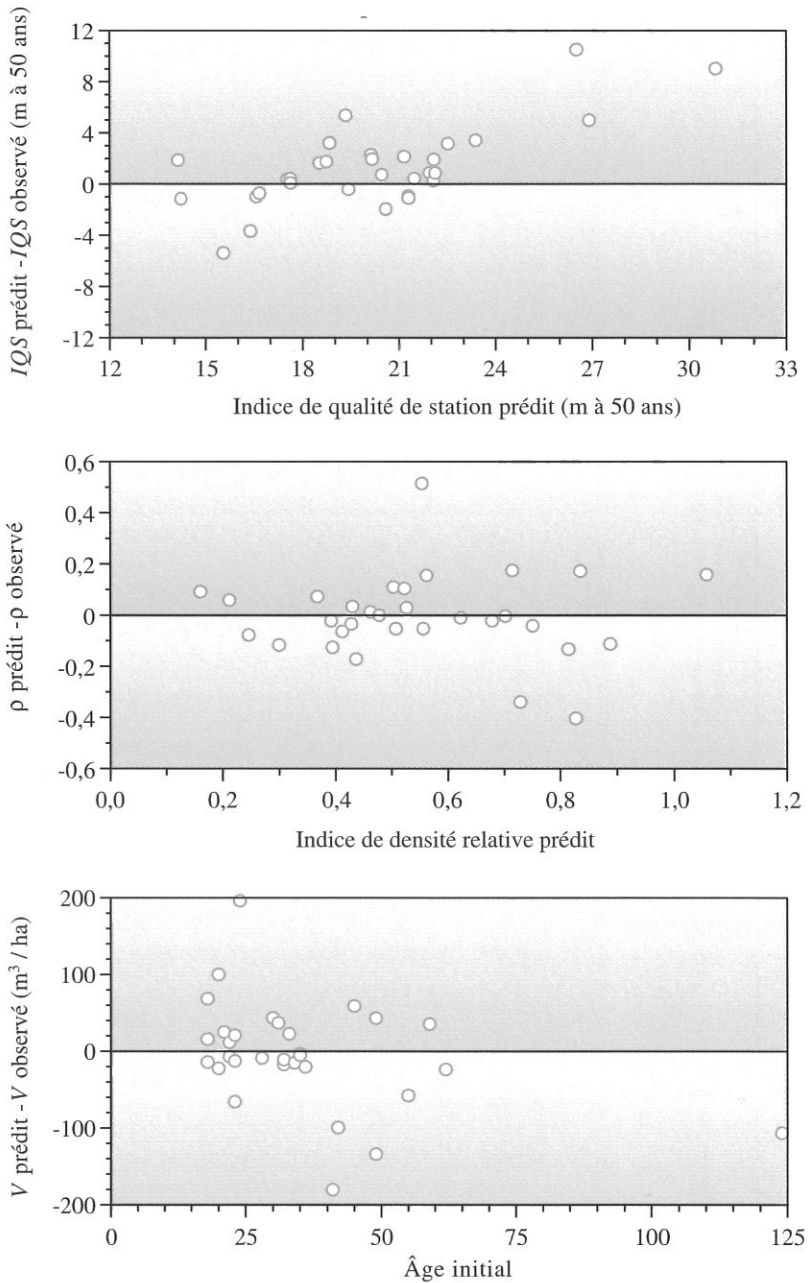 IQS prédit - IQS observé (m à 50 ans)
12
8
4
0
-4
-8
-12
12 15 18 21 24 27 30 33
Indice de qualité de station prédit (m à 50 ans)
ρ prédit - ρ observé
0,6
0,4
0,2
0
-0,2
-0,4
-0.6
0,0 0,2 0,4 0,6 0,8 1,0 1,2
Indice de densité relative prédit
V prédit - V observé (m³ / ha)
200
100
0
-100
-200
0 25 50 75 100 125
Âge initial